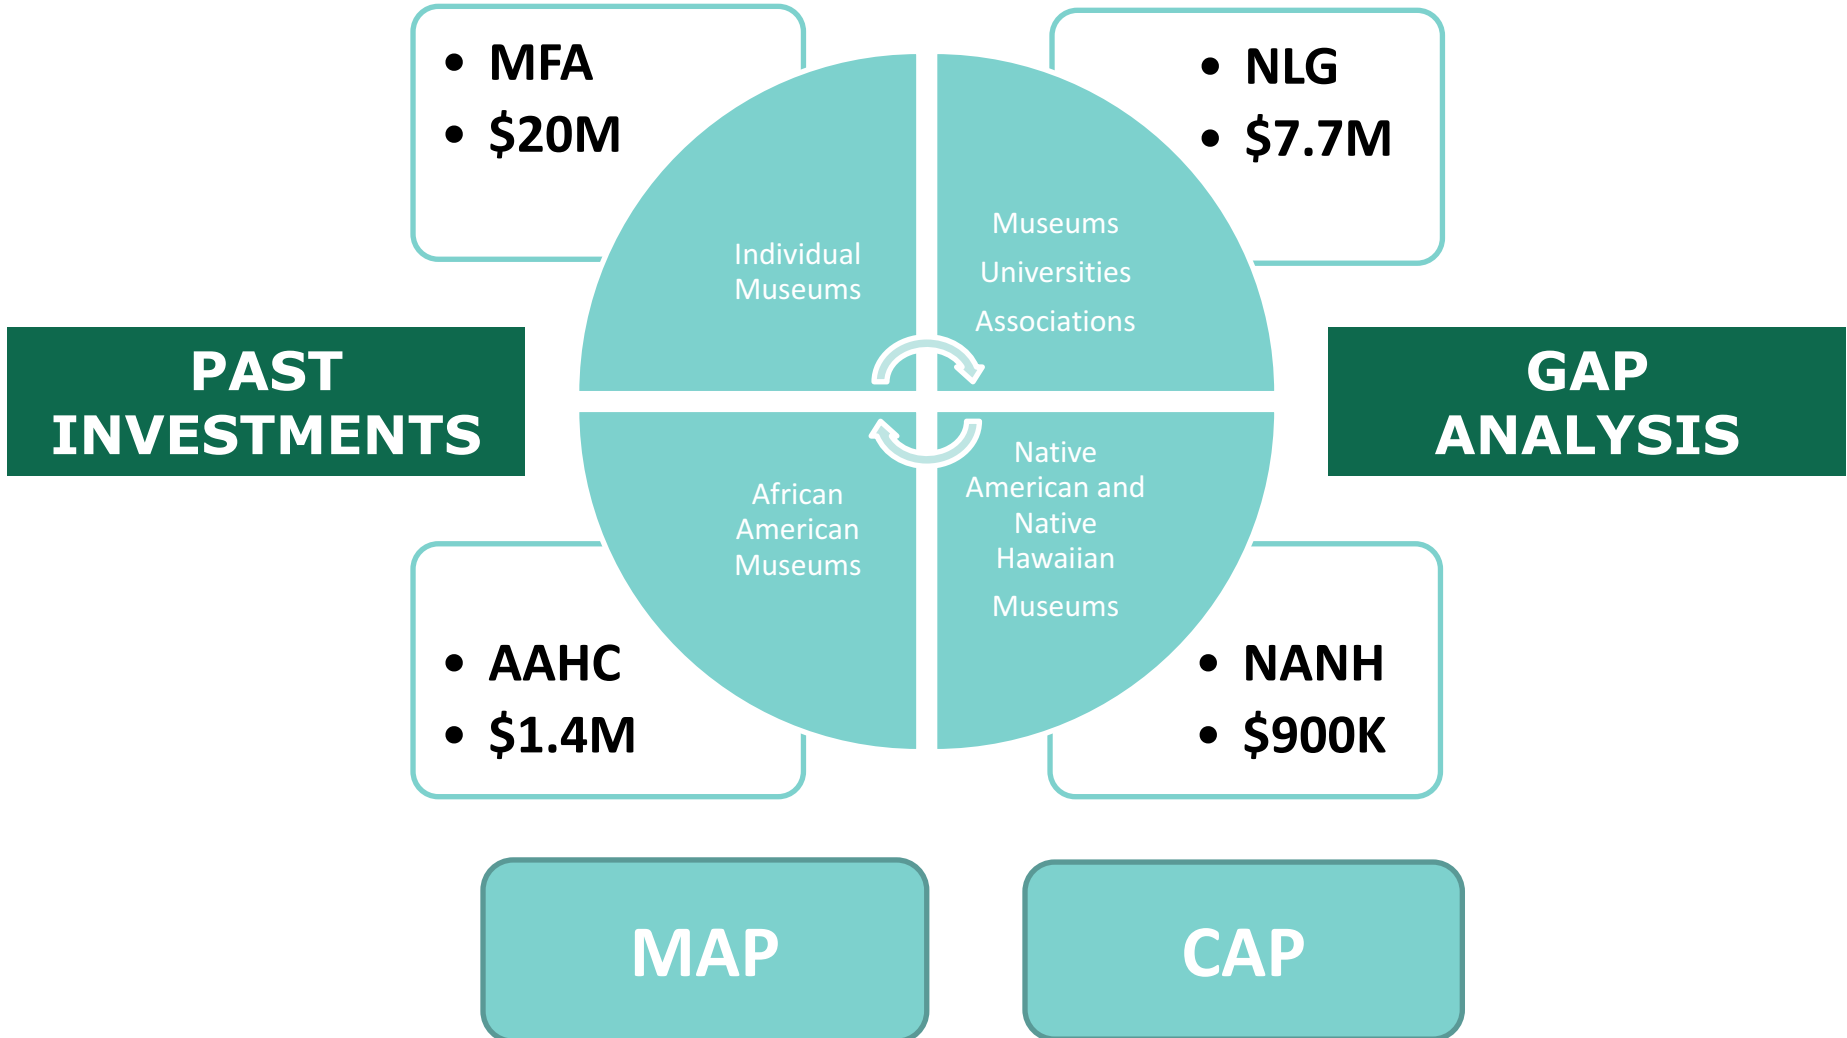 • MFA
• $20M
• NLG
• $7.7M
Individual
Museums
Museums
Universities
Associations
PAST
INVESTMENTS
GAP
ANALYSIS
African
American
Museums
Native
American and
Native
Hawaiian
Museums
• AAHC
• $1.4M
• NANH
• $900K
MAP
CAP